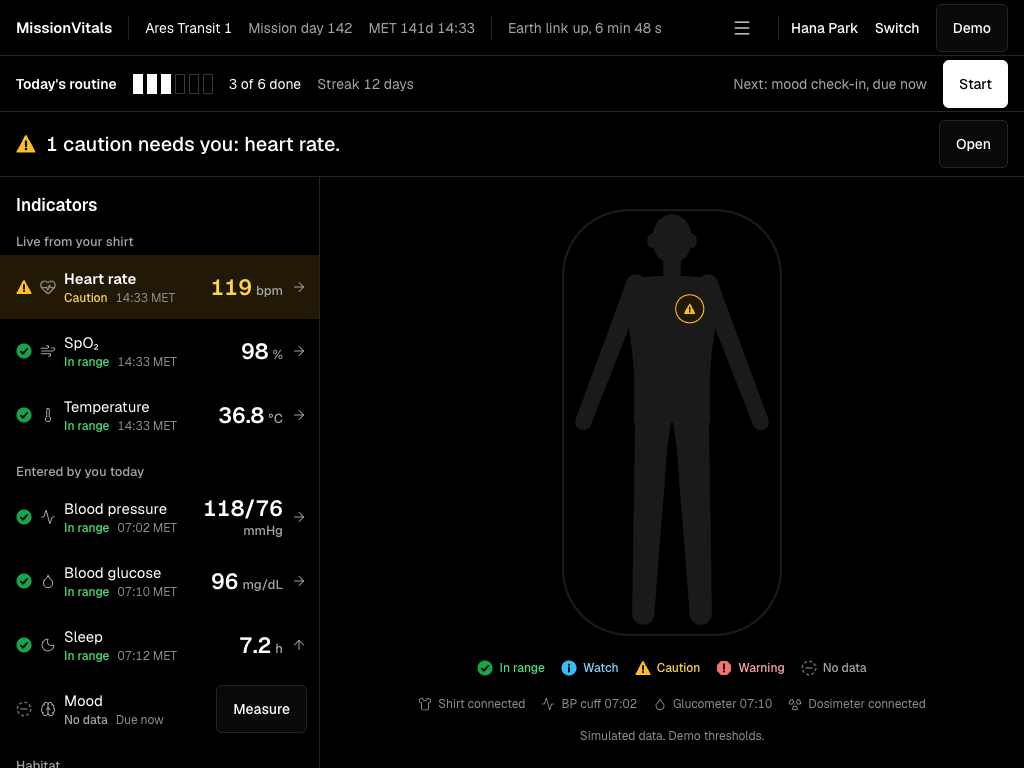 MissionVitals Ares Transit 1 Mission day 142 MET 141d 14:33 Earth link up, 6 min 48 s Hana Park Switch Demo
Today's routine 3 of 6 done Streak 12 days Next: mood check-in, due now Start
1 caution needs you: heart rate. Open
Indicators
Live from your shirt
Heart rate
Caution 14:33 MET
119 bpm
SpO₂
In range 14:33 MET
98 %
Temperature
In range 14:33 MET
36.8 °C
Entered by you today
Blood pressure
In range 07:02 MET
118/76
mmHg
Blood glucose
In range 07:10 MET
96 mg/dL
Sleep
In range 07:12 MET
7.2 h
Mood
No data Due now
Measure
Habitat
In range Watch Caution Warning No data
Shirt connected BP cuff 07:02 Glucometer 07:10 Dosimeter connected
Simulated data. Demo thresholds.